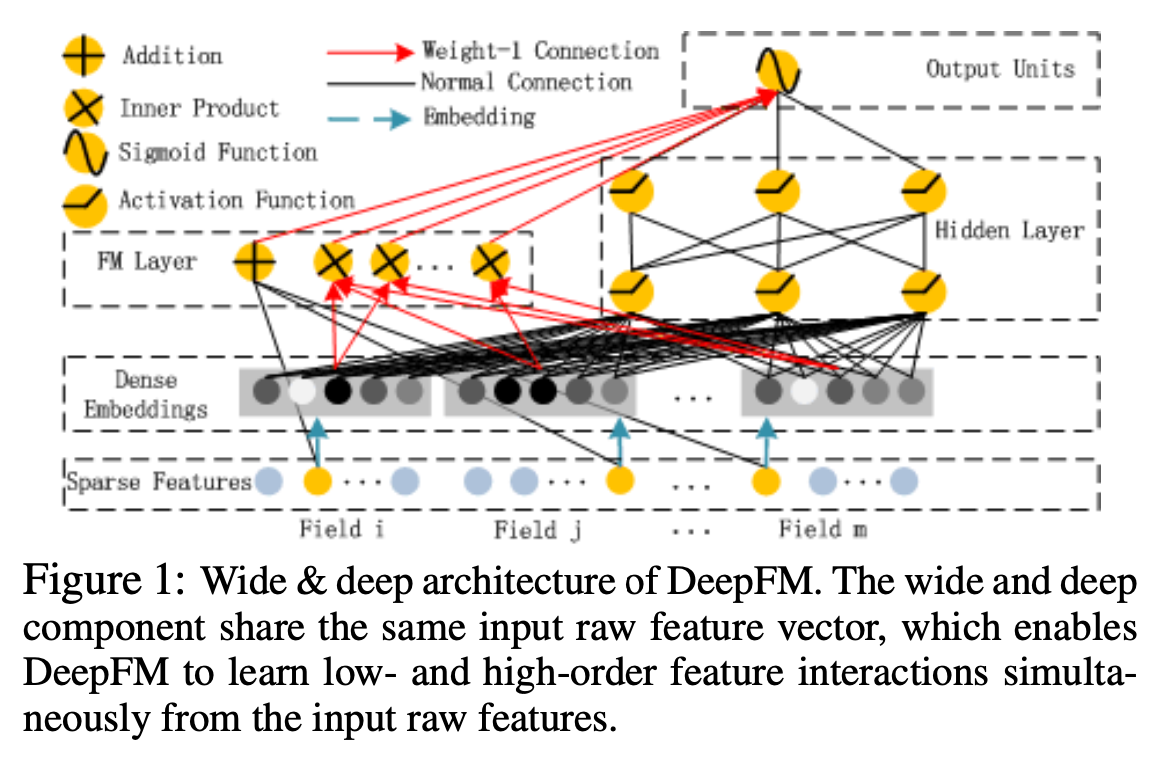 Addition
Inner Product
Sigmoid Function
Activation Function
Weight-1 Connection
Normal Connection
Embedding
Output Units
FM Layer
...
Hidden Layer
Dense
Embeddings
...
Sparse Features
...
...
...
...
Field i
Field j
...
Field m
Figure 1: Wide & deep architecture of DeepFM. The wide and deep
component share the same input raw feature vector, which enables
DeepFM to learn low- and high-order feature interactions simulta-
neously from the input raw features.